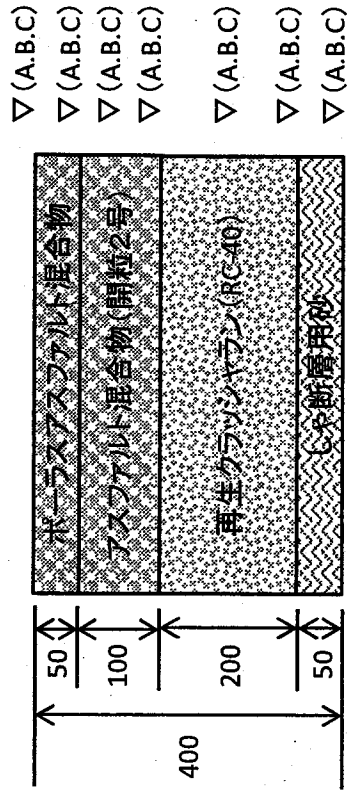 ▽(A.B.C)
50
ポーラスアスファルト混合物
▽(A.B.C)
100
アスファルト混合物(開粒2号)
▽(A.B.C)
▽(A.B.C)
400
200
再生クラッシャラン(RC-40)
▽(A.B.C)
▽(A.B.C)
50
しゃ断層用砂
▽(A.B.C)